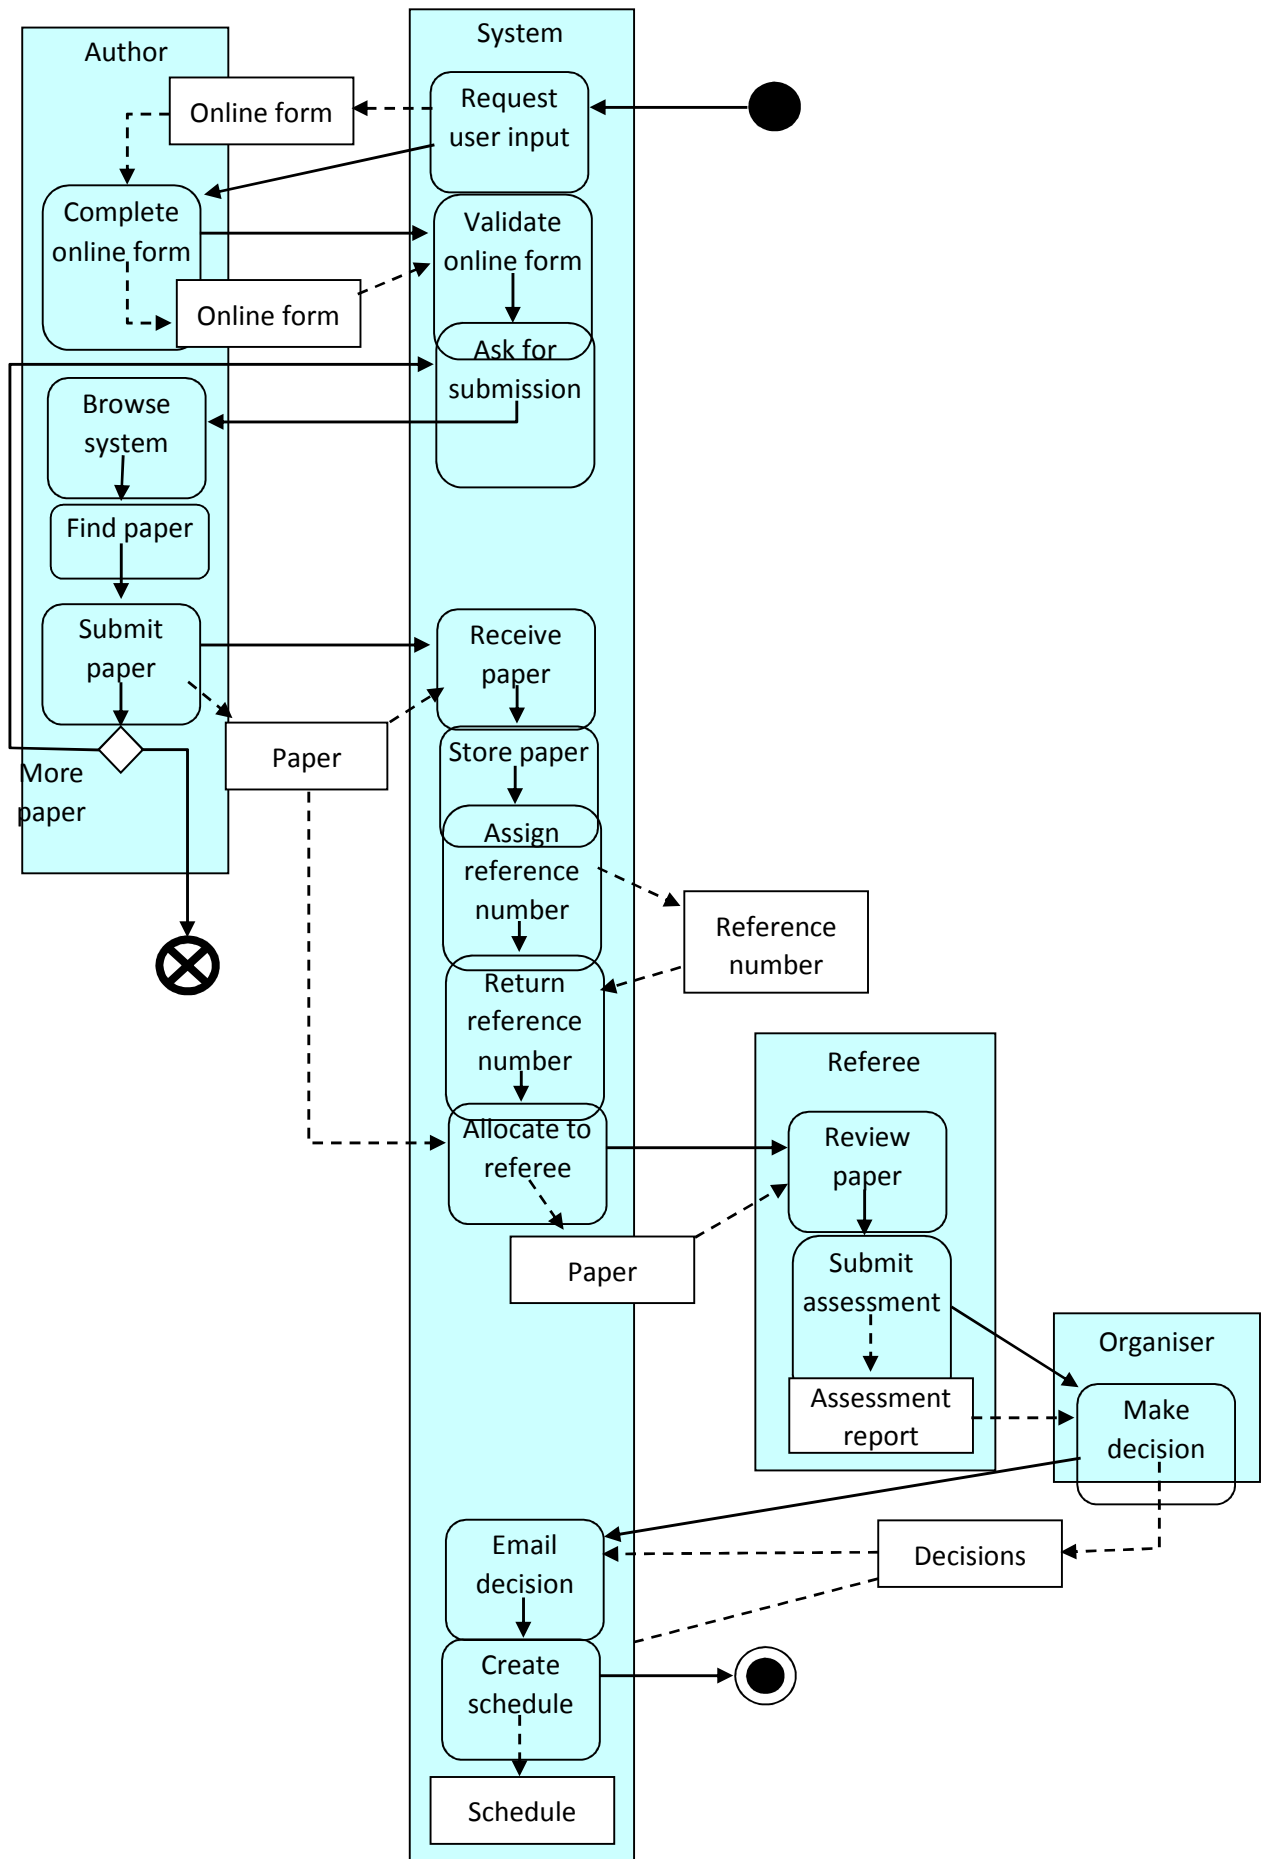 Author
System
Online form
Request
user input
Complete
online form
Validate
online form
Online form
Ask for
submission
Browse
system
Find paper
Submit
paper
Receive
paper
More
paper
Paper
Store paper
Assign
reference
number
Reference
number
Return
reference
number
Referee
Allocate to
referee
Review
paper
Paper
Submit
assessment
Organiser
Assessment
report
Make
decision
Email
decision
Decisions
Create
schedule
Schedule